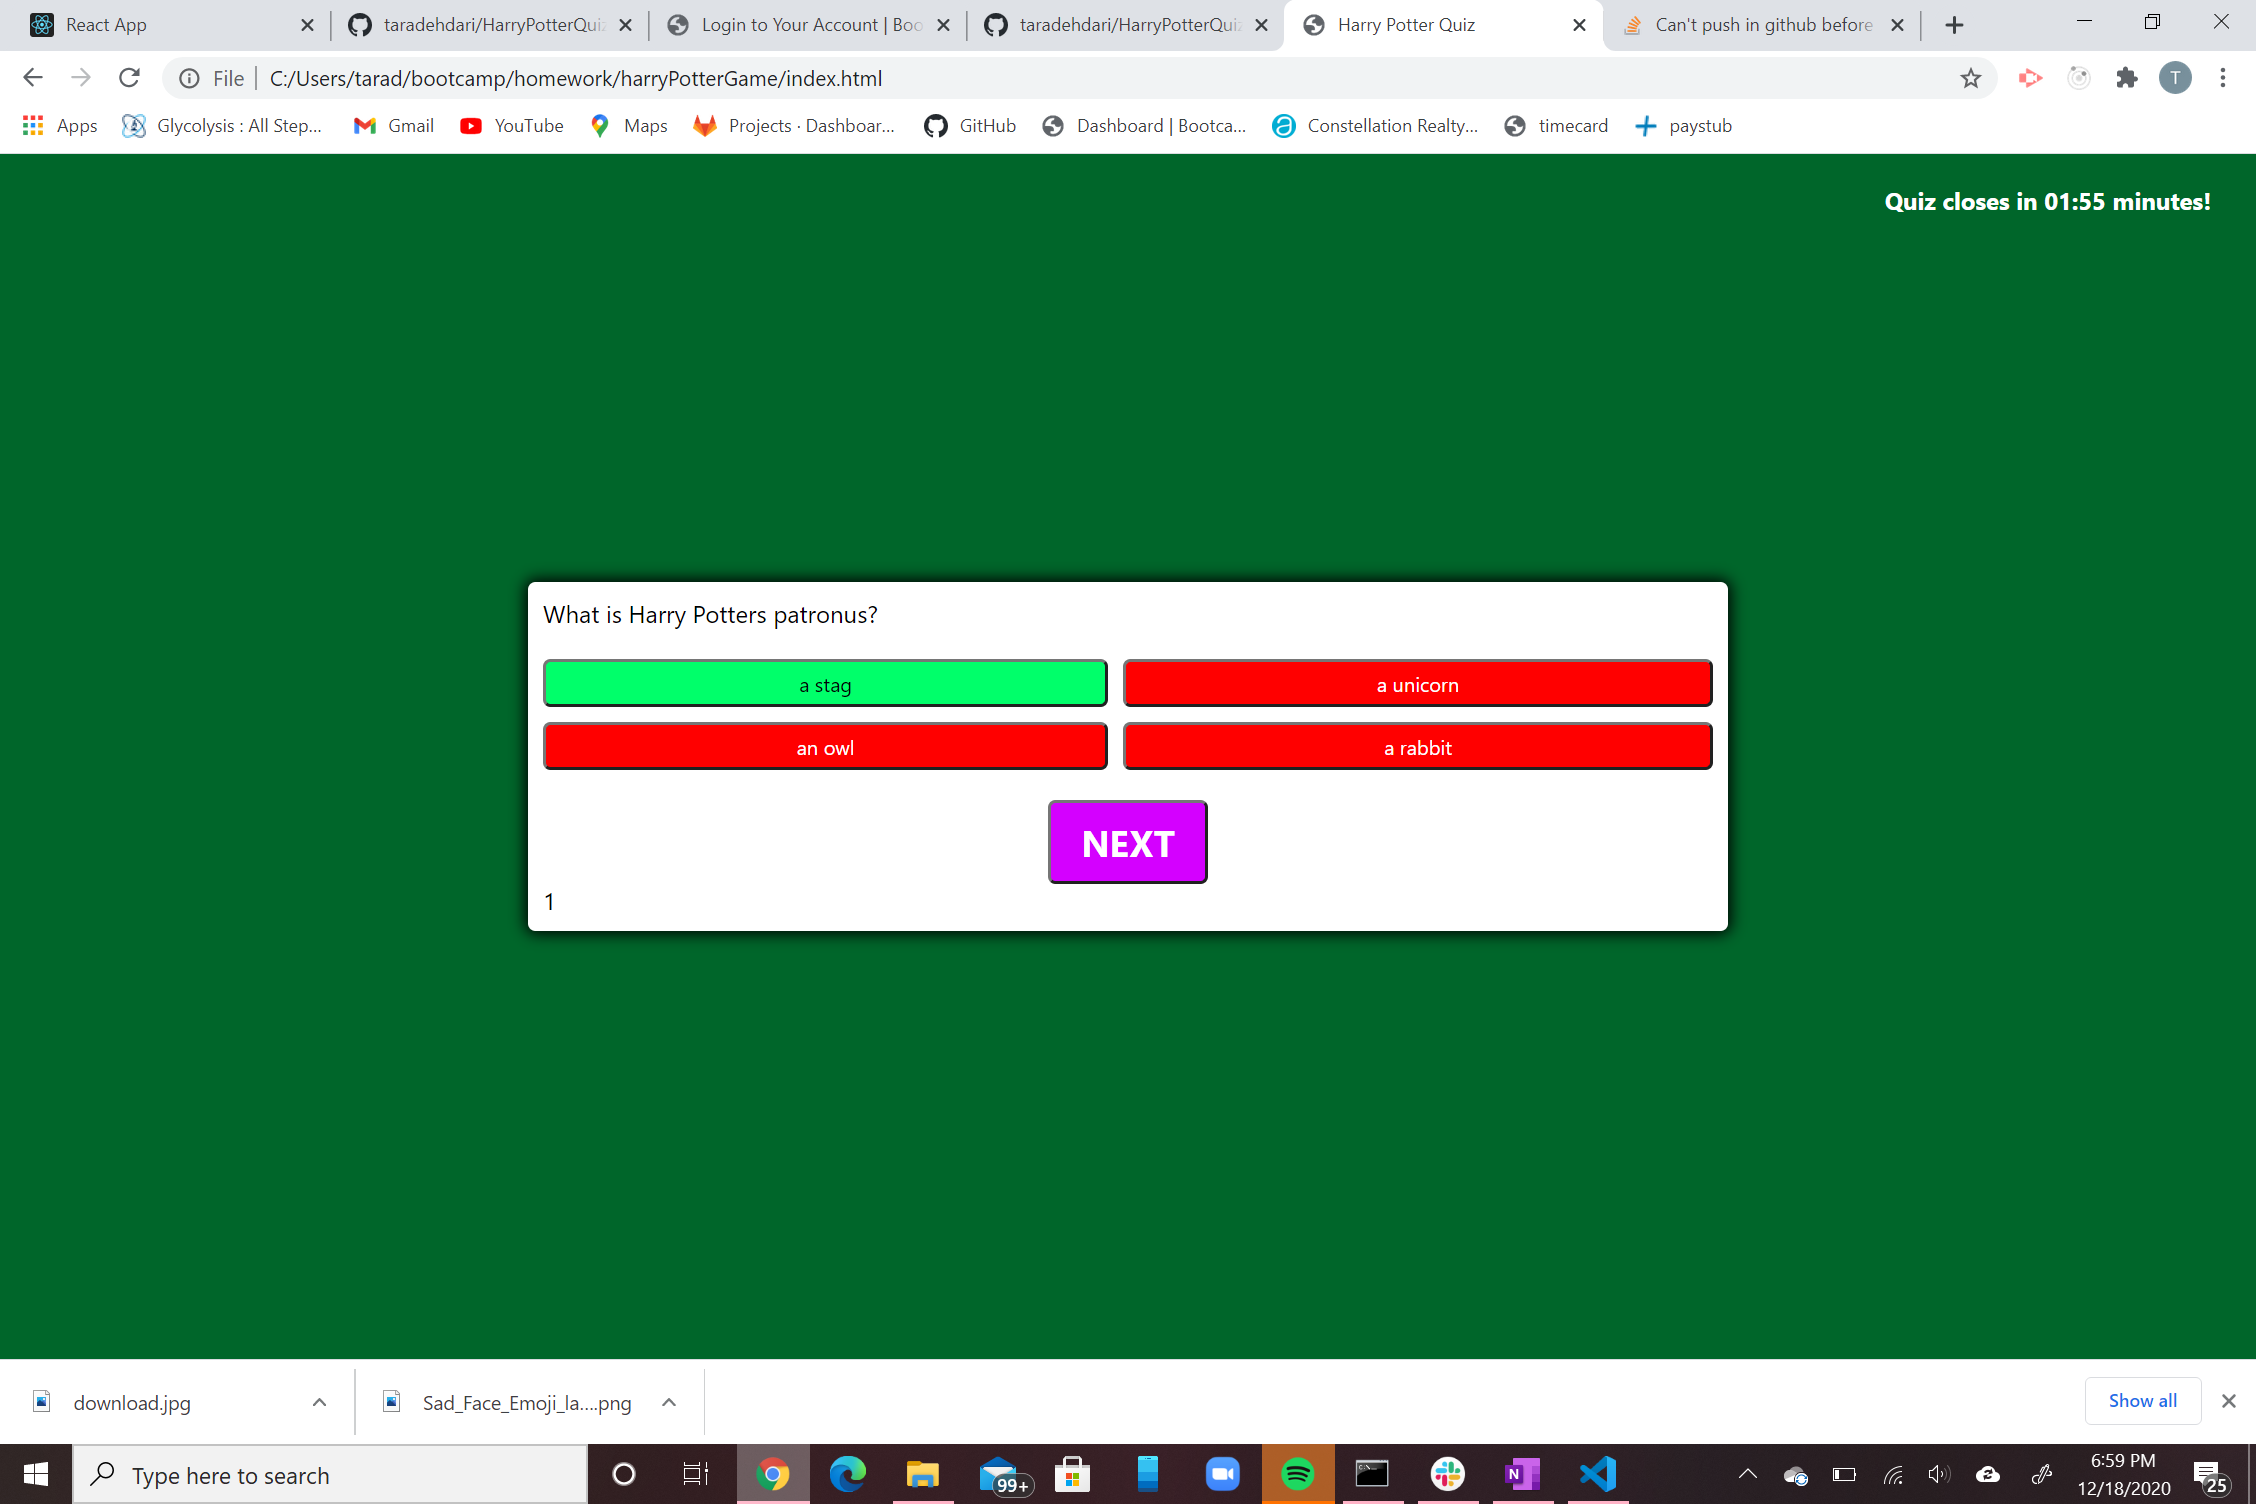 React App
taradehdari/HarryPotterQuiz
Login to Your Account | Boo
taradehdari/HarryPotterQuiz
Harry Potter Quiz
Can't push in github before
File
C:/Users/tarad/bootcamp/homework/harryPotterGame/index.html
T
Apps
Glycolysis : All Step...
Gmail
YouTube
Maps
Projects · Dashboar...
GitHub
Dashboard | Bootca...
Constellation Realty...
timecard
paystub
Quiz closes in 01:55 minutes!
What is Harry Potters patronus?
a stag
a unicorn
an owl
a rabbit
NEXT
1
download.jpg
Sad_Face_Emoji_la....png
Show all
Type here to search
99+
N
6:59 PM
12/18/2020
25